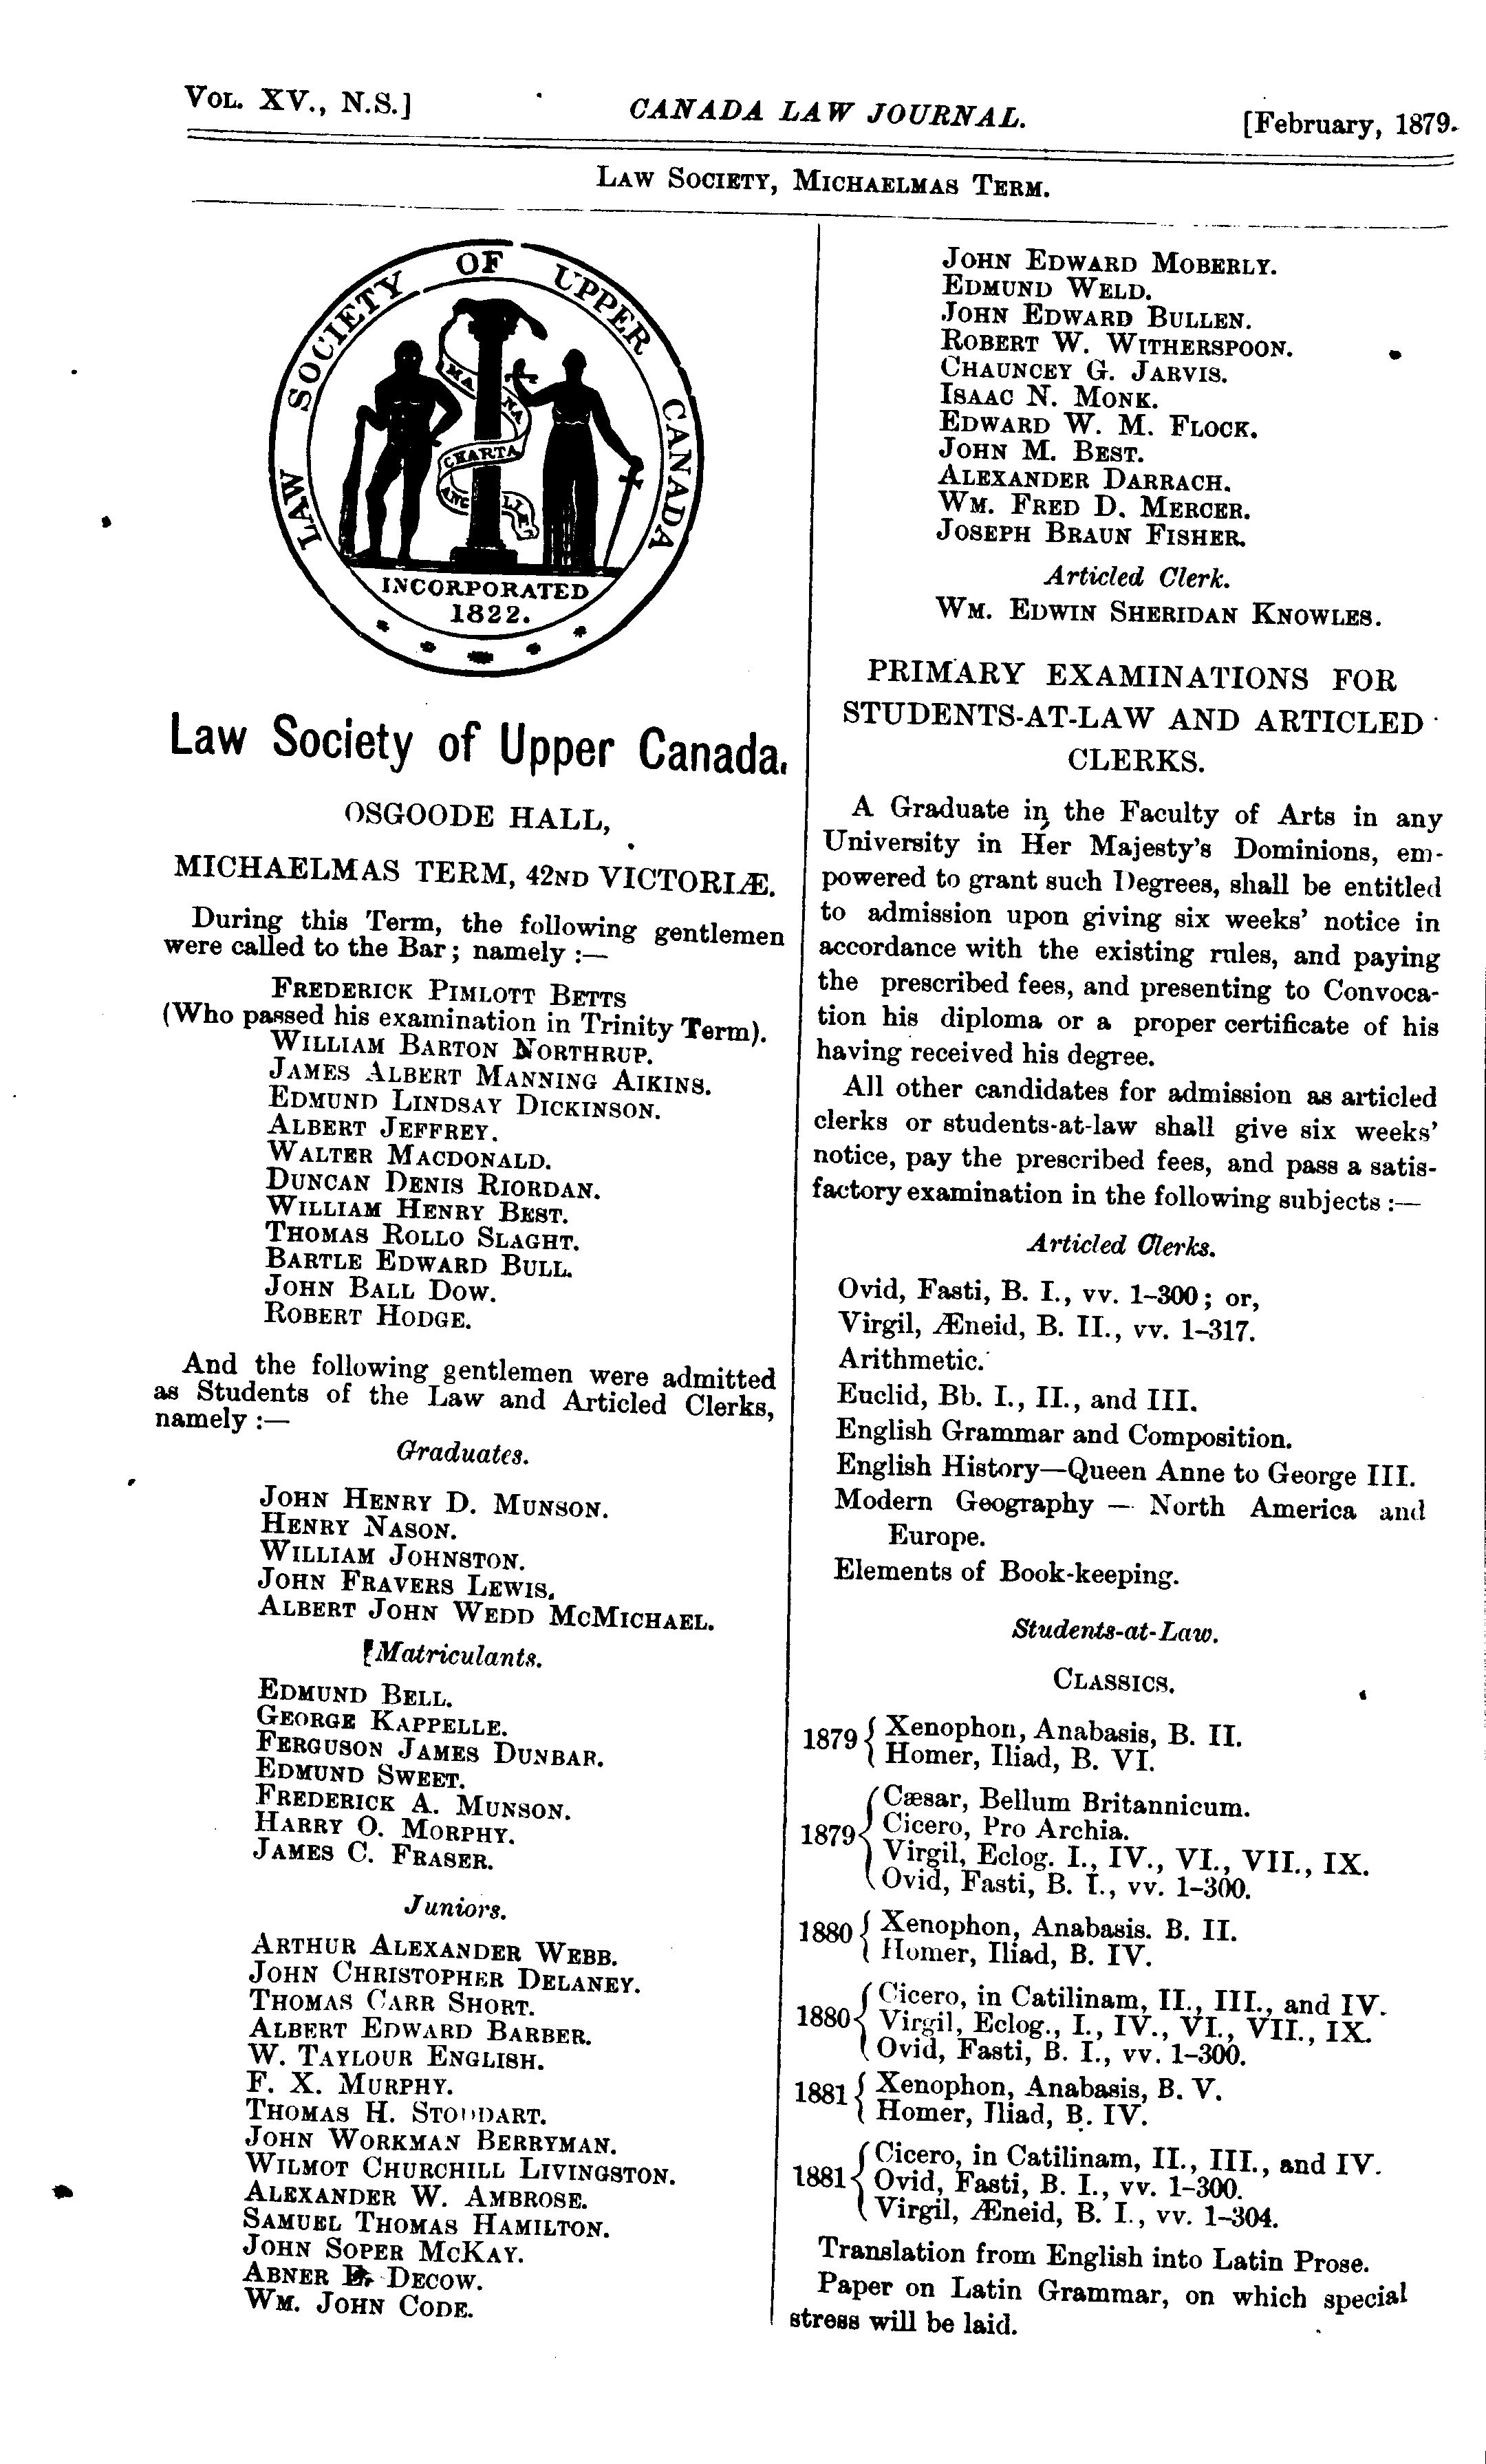 VOL. XV., N.S.]
CANADA LAW JOURNAL.
[February, 1879.
LAW SOCIETY, MICHAELMAS TERM.
LAW SOCIETY OF UPPER CANADA
MAGNA
CHARTA
ANGLIÆ
INCORPORATED
1822.
Law Society of Upper Canada.
OSGOODE HALL,
MICHAELMAS TERM, 42ND VICTORIÆ.
During this Term, the following gentlemen
were called to the Bar; namely :—
FREDERICK PIMLOTT BETTS
(Who passed his examination in Trinity Term).
WILLIAM BARTON NORTHRUP.
JAMES ALBERT MANNING AIKINS.
EDMUND LINDSAY DICKINSON.
ALBERT JEFFREY.
WALTER MACDONALD.
DUNCAN DENIS RIORDAN.
WILLIAM HENRY BEST.
THOMAS ROLLO SLAGHT.
BARTLE EDWARD BULL.
JOHN BALL DOW.
ROBERT HODGE.
And the following gentlemen were admitted
as Students of the Law and Articled Clerks,
namely :—
Graduates.
JOHN HENRY D. MUNSON.
HENRY NASON.
WILLIAM JOHNSTON.
JOHN FRAVERS LEWIS.
ALBERT JOHN WEDD MCMICHAEL.
Matriculants.
EDMUND BELL.
GEORGE KAPPELLE.
FERGUSON JAMES DUNBAR.
EDMUND SWEET.
FREDERICK A. MUNSON.
HARRY O. MORPHY.
JAMES C. FRASER.
Juniors.
ARTHUR ALEXANDER WEBB.
JOHN CHRISTOPHER DELANEY.
THOMAS CARR SHORT.
ALBERT EDWARD BARBER.
W. TAYLOUR ENGLISH.
F. X. MURPHY.
THOMAS H. STODDART.
JOHN WORKMAN BERRYMAN.
WILMOT CHURCHILL LIVINGSTON.
ALEXANDER W. AMBROSE.
SAMUEL THOMAS HAMILTON.
JOHN SOPER MCKAY.
ABNER DECOW.
WM. JOHN CODE.
JOHN EDWARD MOBERLY.
EDMUND WELD.
JOHN EDWARD BULLEN.
ROBERT W. WITHERSPOON.
CHAUNCEY G. JARVIS.
ISAAC N. MONK.
EDWARD W. M. FLOCK.
JOHN M. BEST.
ALEXANDER DARRACH.
WM. FRED D. MERCER.
JOSEPH BRAUN FISHER.
Articled Clerk.
WM. EDWIN SHERIDAN KNOWLES.
PRIMARY EXAMINATIONS FOR
STUDENTS-AT-LAW AND ARTICLED
CLERKS.
A Graduate in the Faculty of Arts in any
University in Her Majesty's Dominions, em-
powered to grant such Degrees, shall be entitled
to admission upon giving six weeks' notice in
accordance with the existing rules, and paying
the prescribed fees, and presenting to Convoca-
tion his diploma or a proper certificate of his
having received his degree.
All other candidates for admission as articled
clerks or students-at-law shall give six weeks'
notice, pay the prescribed fees, and pass a satis-
factory examination in the following subjects :—
Articled Clerks.
Ovid, Fasti, B. I., vv. 1–300; or,
Virgil, Æneid, B. II., vv. 1–317.
Arithmetic.
Euclid, Bb. I., II., and III.
English Grammar and Composition.
English History—Queen Anne to George III.
Modern Geography — North America and
Europe.
Elements of Book-keeping.
Students-at-Law.
CLASSICS.
1879 { Xenophon, Anabasis, B. II.
Homer, Iliad, B. VI.
1879 { Cæsar, Bellum Britannicum.
Cicero, Pro Archia.
Virgil, Eclog. I., IV., VI., VII., IX.
Ovid, Fasti, B. I., vv. 1–300.
1880 { Xenophon, Anabasis. B. II.
Homer, Iliad, B. IV.
1880 { Cicero, in Catilinam, II., III., and IV.
Virgil, Eclog., I., IV., VI., VII., IX.
Ovid, Fasti, B. I., vv. 1–300.
1881 { Xenophon, Anabasis, B. V.
Homer, Iliad, B. IV.
1881 { Cicero, in Catilinam, II., III., and IV.
Ovid, Fasti, B. I., vv. 1–300.
Virgil, Æneid, B. I., vv. 1–304.
Translation from English into Latin Prose.
Paper on Latin Grammar, on which special
stress will be laid.